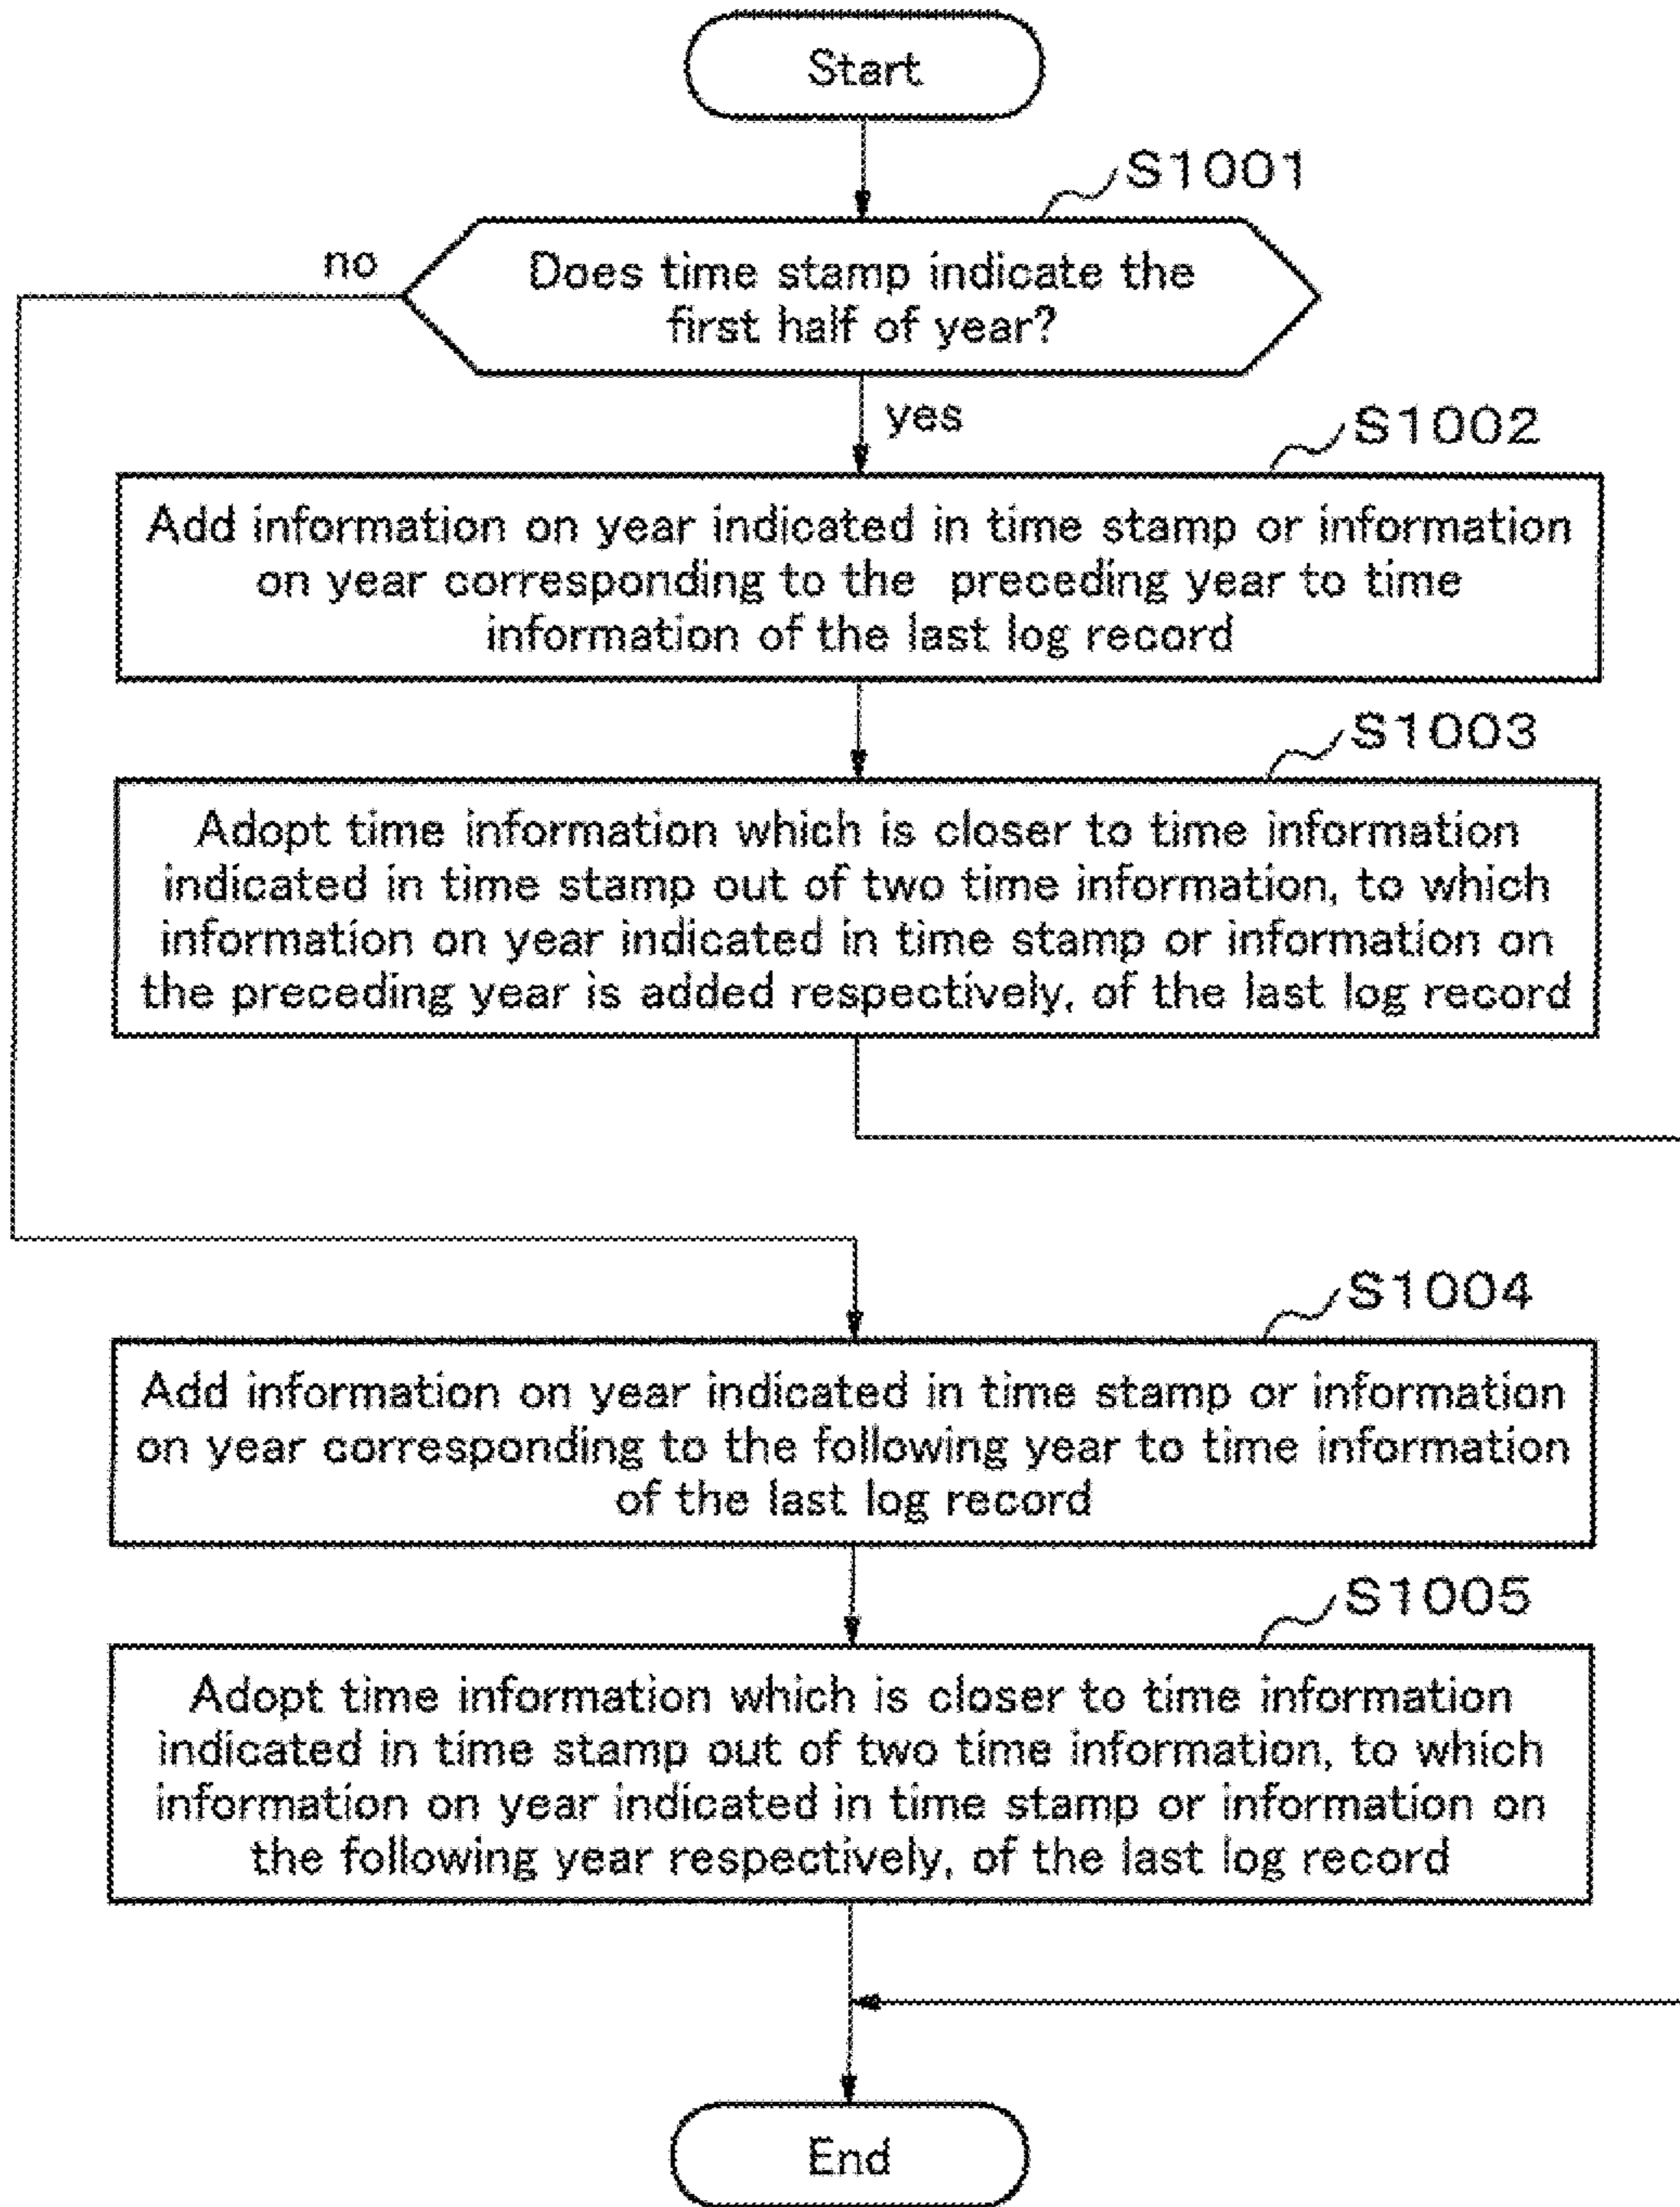 Start
S1001
no
Does time stamp indicate the
first half of year?
yes
S1002
Add information on year indicated in time stamp or information
on year corresponding to the preceding year to time
information of the last log record
S1003
Adopt time information which is closer to time information
indicated in time stamp out of two time information, to which
information on year indicated in time stamp or information on
the preceding year is added respectively, of the last log record
S1004
Add information on year indicated in time stamp or information
on year corresponding to the following year to time information
of the last log record
S1005
Adopt time information which is closer to time information
indicated in time stamp out of two time information, to which
information on year indicated in time stamp or information on
the following year respectively, of the last log record
End